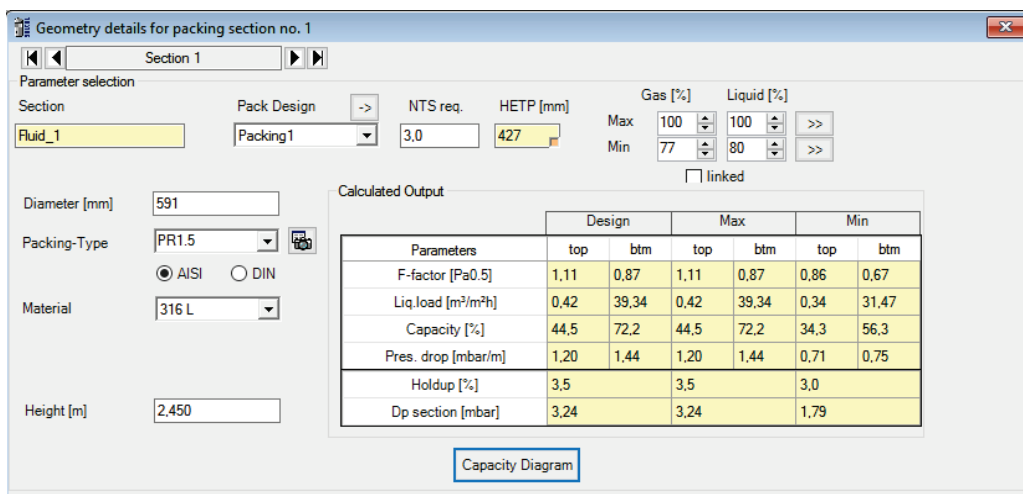 Geometry details for packing section no. 1
Section 1
Parameter selection
Section Pack Design -> NTS req. HETP [mm] Gas [%] Liquid [%]
Fluid_1 Packing1 3,0 427 Max 100 100 >>
Min 77 80 >>
linked
Diameter [mm] 591
Packing-Type PR1.5
AISI DIN
Material 316 L
Height [m] 2,450
Calculated Output
Design Max Min
Parameters top btm top btm top btm
F-factor [Pa0.5] 1,11 0,87 1,11 0,87 0,86 0,67
Liq.load [m³/m²h] 0,42 39,34 0,42 39,34 0,34 31,47
Capacity [%] 44,5 72,2 44,5 72,2 34,3 56,3
Pres. drop [mbar/m] 1,20 1,44 1,20 1,44 0,71 0,75
Holdup [%] 3,5 3,5 3,0
Dp section [mbar] 3,24 3,24 1,79
Capacity Diagram